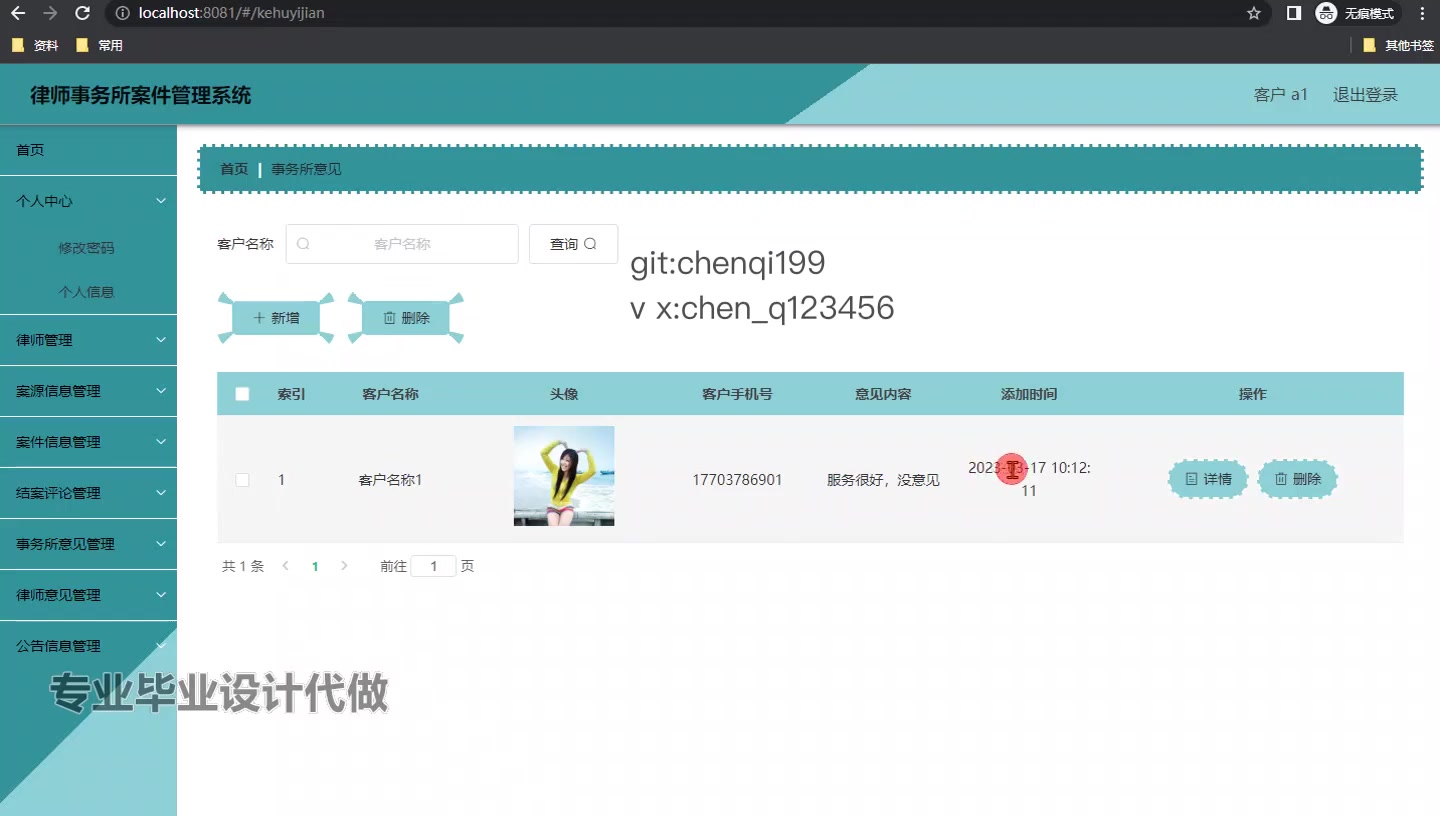 localhost:8081/#/kehuyijian
无痕模式
资料
常用
其他书签
律师事务所案件管理系统
客户 a1
退出登录
首页
个人中心
修改密码
个人信息
律师管理
案源信息管理
案件信息管理
结案评论管理
事务所意见管理
律师意见管理
公告信息管理
首页
事务所意见
客户名称
客户名称
查询
git:chenqi199
v x:chen_q123456
新增
删除
索引 客户名称 头像 客户手机号 意见内容 添加时间 操作
1 客户名称1 17703786901 服务很好，没意见 2023-03-17 10:12:
11
详情
删除
共 1 条
1
前往 1 页
专业毕业设计代做